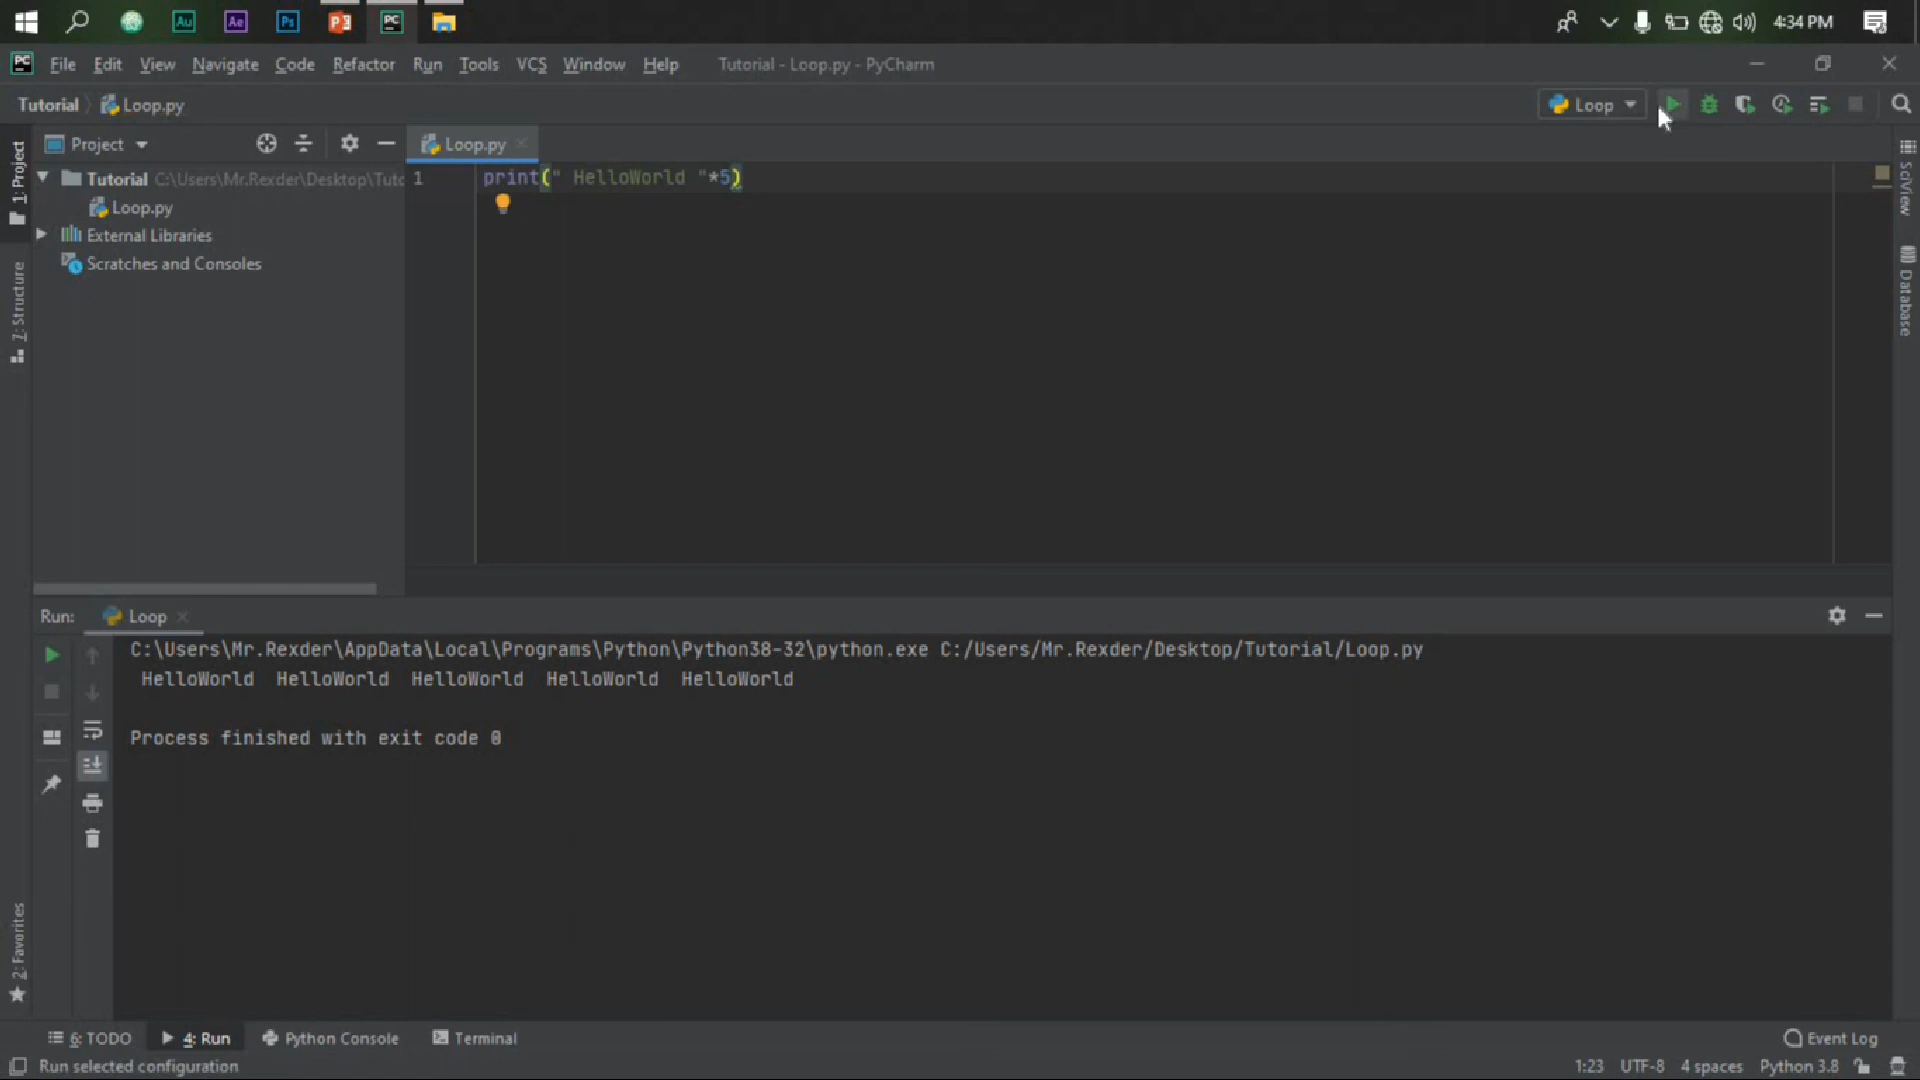 Au Ae Ps 4:34 PM
PC File Edit View Navigate Code Refactor Run Tools VCS Window Help Tutorial - Loop.py - PyCharm
Tutorial Loop.py Loop
1: Project
Project
Loop.py
SciView
Tutorial C:\Users\Mr.Rexder\Desktop\Tuto
1 print(" HelloWorld "*5)
Loop.py
External Libraries
Scratches and Consoles
7: Structure
Database
Run: Loop
C:\Users\Mr.Rexder\AppData\Local\Programs\Python\Python38-32\python.exe C:/Users/Mr.Rexder/Desktop/Tutorial/Loop.py
HelloWorld  HelloWorld  HelloWorld  HelloWorld  HelloWorld
Process finished with exit code 0
2: Favorites
6: TODO 4: Run Python Console Terminal Event Log
Run selected configuration 1:23 UTF-8 4 spaces Python 3.8